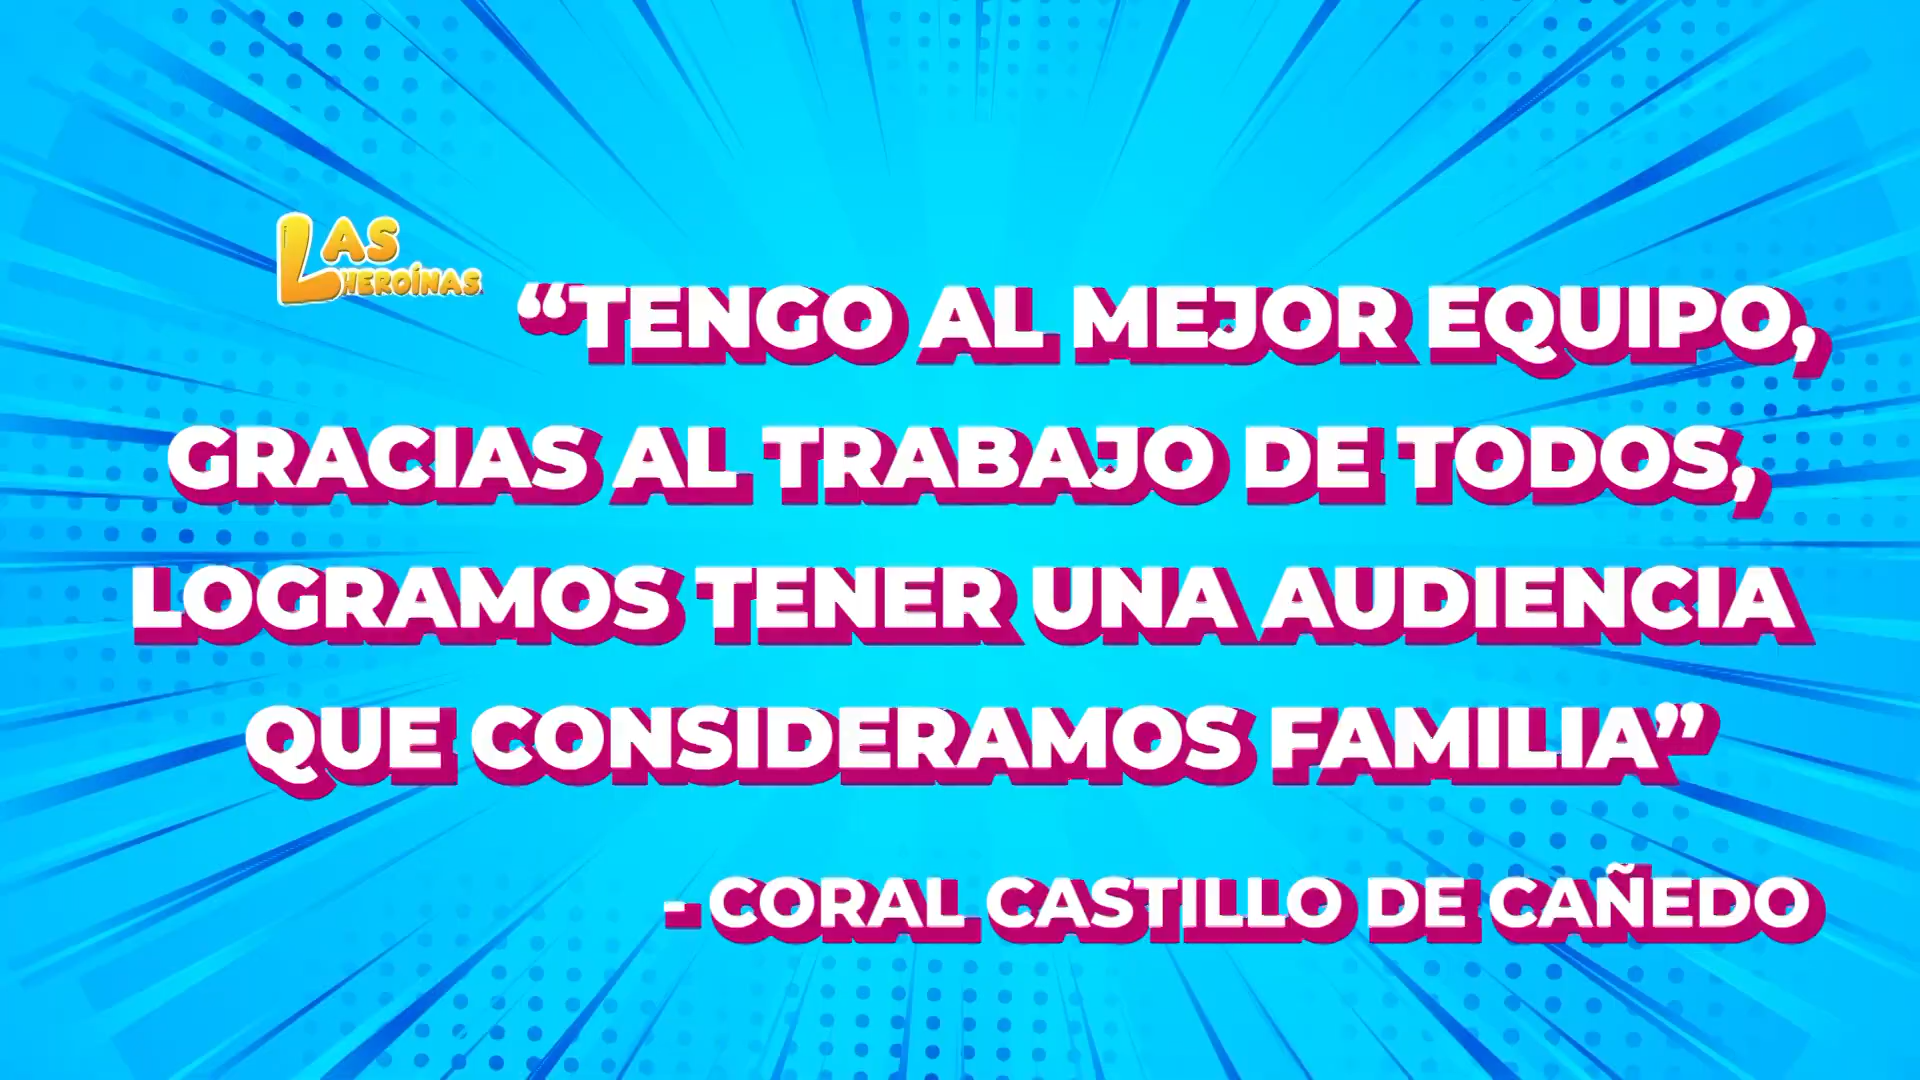 LAS
HEROÍNAS
“TENGO AL MEJOR EQUIPO,
GRACIAS AL TRABAJO DE TODOS,
LOGRAMOS TENER UNA AUDIENCIA
QUE CONSIDERAMOS FAMILIA”
- CORAL CASTILLO DE CAÑEDO